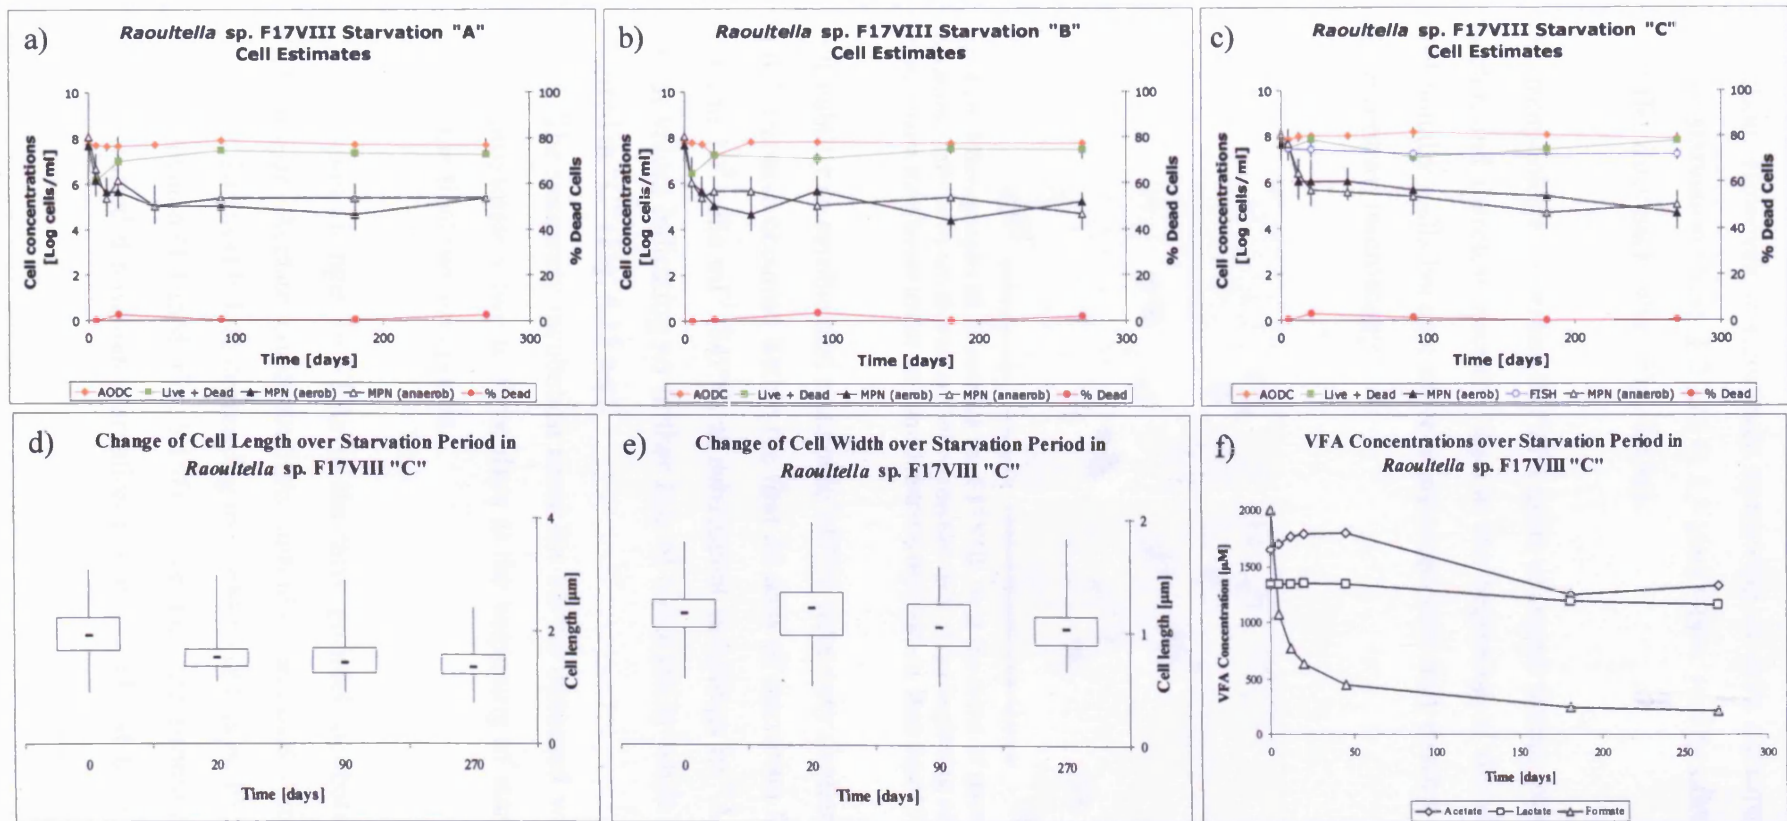 a)
Raoultella sp. F17VIII Starvation "A"
Cell Estimates
Cell concentrations
[Log cells/ml]
10
8
6
4
2
0
100
80
60
40
20
0
% Dead Cells
0 100 200 300
Time [days]
AODC Live + Dead MPN (aerob) MPN (anaerob) % Dead
b)
Raoultella sp. F17VIII Starvation "B"
Cell Estimates
Cell concentrations
[Log cells/ml]
10
8
6
4
2
0
100
80
60
40
20
0
% Dead Cells
0 100 200 300
Time [days]
AODC Live + Dead MPN (aerob) MPN (anaerob) % Dead
c)
Raoultella sp. F17VIII Starvation "C"
Cell Estimates
Cell concentrations
[Log cells/ml]
10
8
6
4
2
0
100
80
60
40
20
0
% Dead Cells
0 100 200 300
Time [days]
AODC Live + Dead MPN (aerob) FISH MPN (anaerob) % Dead
d)
Change of Cell Length over Starvation Period in
Raoultella sp. F17VIII "C"
4
2
0
Cell length [µm]
0 20 90 270
Time [days]
e)
Change of Cell Width over Starvation Period in
Raoultella sp. F17VIII "C"
2
1
0
Cell length [µm]
0 20 90 270
Time [days]
f)
VFA Concentrations over Starvation Period in
Raoultella sp. F17VIII "C"
VFA Concentration [µM]
2000
1500
1000
500
0
0 50 100 150 200 250 300
Time [days]
Acetate Lactate Formate